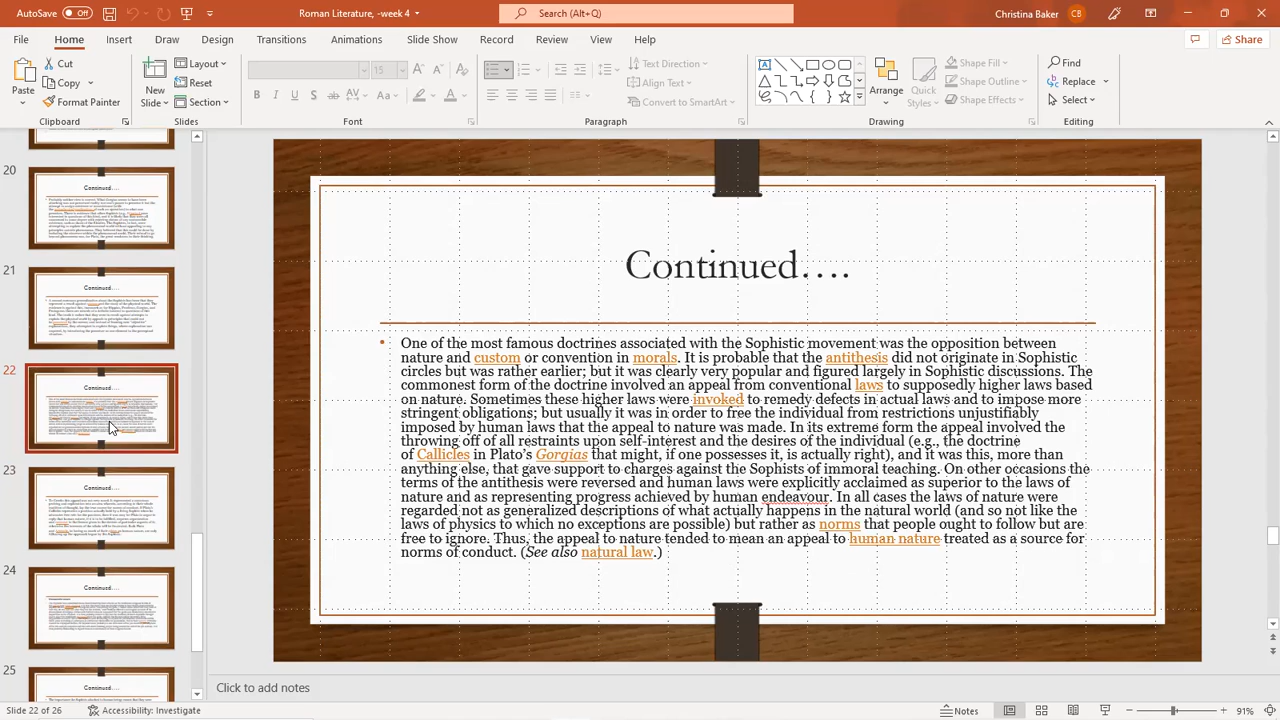 AutoSave Off Roman Literature, -week 4 Search (Alt+Q) Christina Baker CB
File Home Insert Draw Design Transitions Animations Slide Show Record Review View Help Share
Paste Cut Copy Format Painter
Clipboard
New Slide Layout Reset Section
Slides
15
B I U S ab AV Aa A
Font
Text Direction Align Text Convert to SmartArt
Paragraph
Arrange Quick Styles Shape Fill Shape Outline Shape Effects
Drawing
Find Replace Select
Editing
20
Continued....
21
Continued....
22
Continued....
23
Continued....
24
Continued....
25
Continued....
Continued….
• One of the most famous doctrines associated with the Sophistic movement was the opposition between
nature and custom or convention in morals. It is probable that the antithesis did not originate in Sophistic
circles but was rather earlier; but it was clearly very popular and figured largely in Sophistic discussions. The
commonest form of the doctrine involved an appeal from conventional laws to supposedly higher laws based
on nature. Sometimes these higher laws were invoked to remedy defects in actual laws and to impose more
stringent obligations; but usually it was in order to free the individual from restrictions unjustifiably
imposed by human laws that the appeal to nature was made. In its extreme form the appeal involved the
throwing off of all restraints upon self-interest and the desires of the individual (e.g., the doctrine
of Callicles in Plato’s Gorgias that might, if one possesses it, is actually right), and it was this, more than
anything else, that gave support to charges against the Sophists of immoral teaching. On other occasions the
terms of the antithesis were reversed and human laws were explicitly acclaimed as superior to the laws of
nature and as representing progress achieved by human endeavour. In all cases the laws of nature were
regarded not as generalized descriptions of what actually happens in the natural world (and so not like the
laws of physics to which no exceptions are possible) but rather as norms that people ought to follow but are
free to ignore. Thus, the appeal to nature tended to mean an appeal to human nature treated as a source for
norms of conduct. (See also natural law.)
Click to add notes
Slide 22 of 26 Accessibility: Investigate Notes 91%